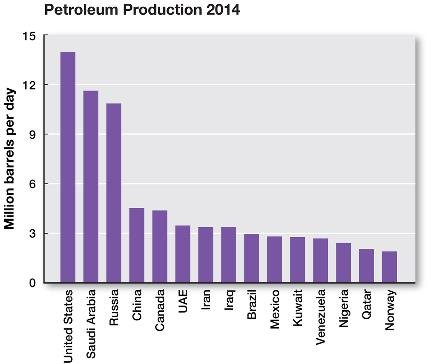 Petroleum Production 2014
Million barrels per day
15
12
9
6
3
0
United States
Saudi Arabia
Russia
China
Canada
UAE
Iran
Iraq
Brazil
Mexico
Kuwait
Venezuela
Nigeria
Qatar
Norway